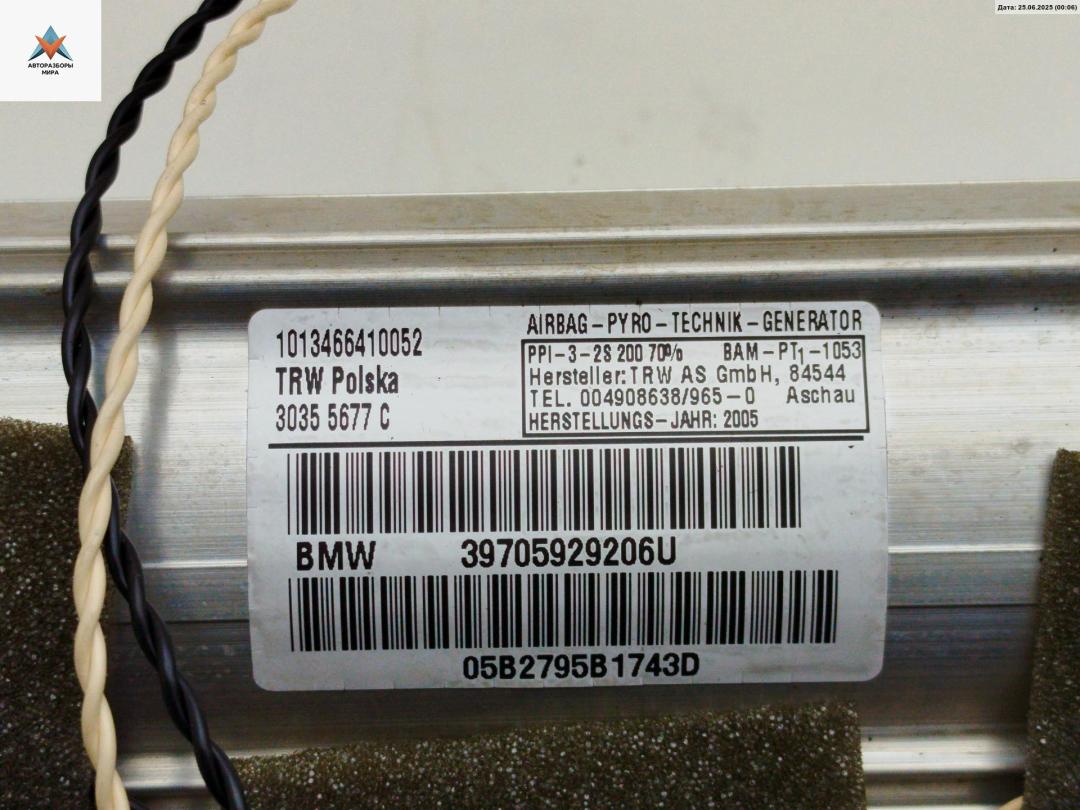 АВТОРАЗБОРЫ
МИРА
Дата: 25.06.2025 (00:06)
1013466410052
TRW Polska
3035 5677 C
AIRBAG-PYRO-TECHNIK-GENERATOR
PPI-3-2S 200 70% BAM-PT1-1053
Hersteller: TRW AS GmbH, 84544
TEL. 004908638/965-0 Aschau
HERSTELLUNGS-JAHR: 2005
BMW 39705929206U
05B2795B1743D